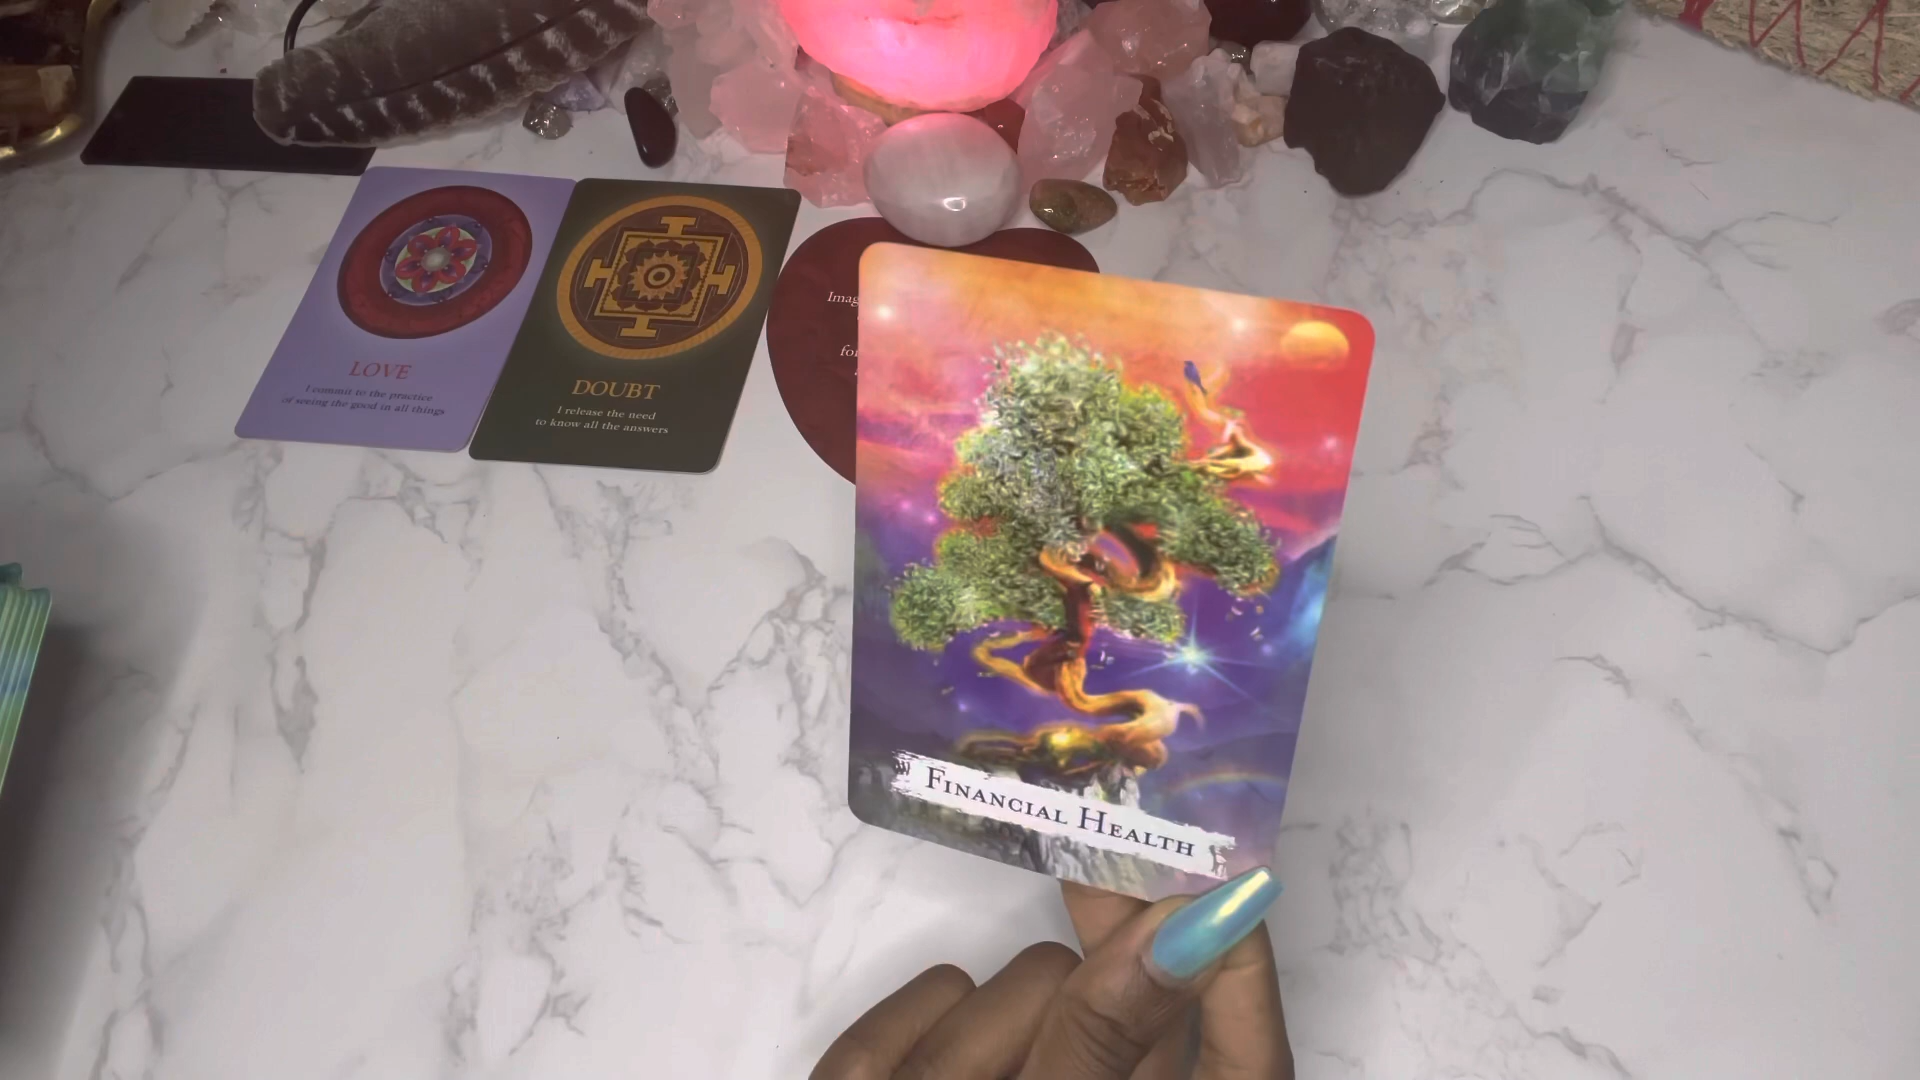 LOVE
I commit to the practice
of seeing the good in all things
DOUBT
I release the need
to know all the answers
FINANCIAL HEALTH